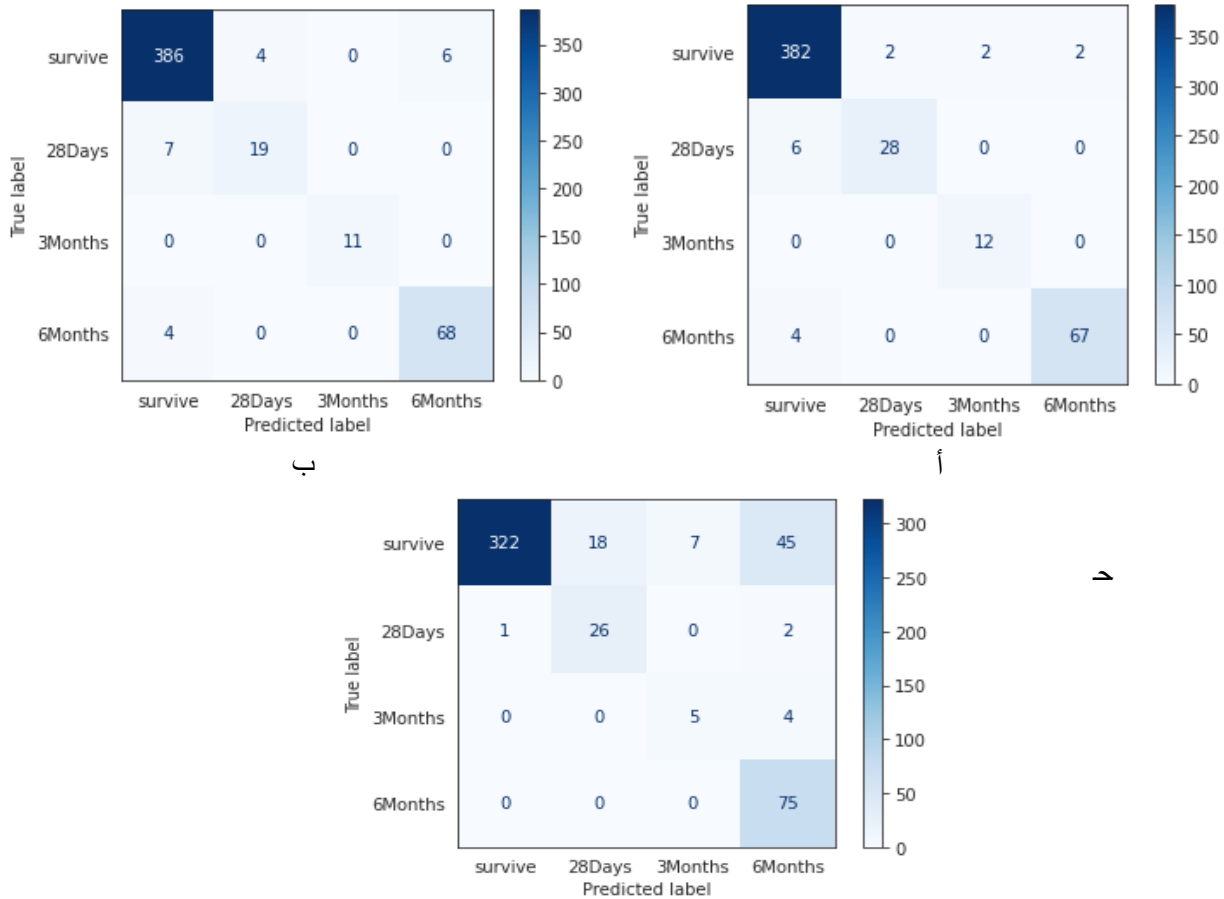 survive 386 4 0 6
28Days 7 19 0 0
3Months 0 0 11 0
6Months 4 0 0 68
survive 28Days 3Months 6Months
Predicted label
True label
350
300
250
200
150
100
50
0
ب
survive 382 2 2 2
28Days 6 28 0 0
3Months 0 0 12 0
6Months 4 0 0 67
survive 28Days 3Months 6Months
Predicted label
True label
350
300
250
200
150
100
50
0
أ
survive 322 18 7 45
28Days 1 26 0 2
3Months 0 0 5 4
6Months 0 0 0 75
survive 28Days 3Months 6Months
Predicted label
True label
300
250
200
150
100
50
0